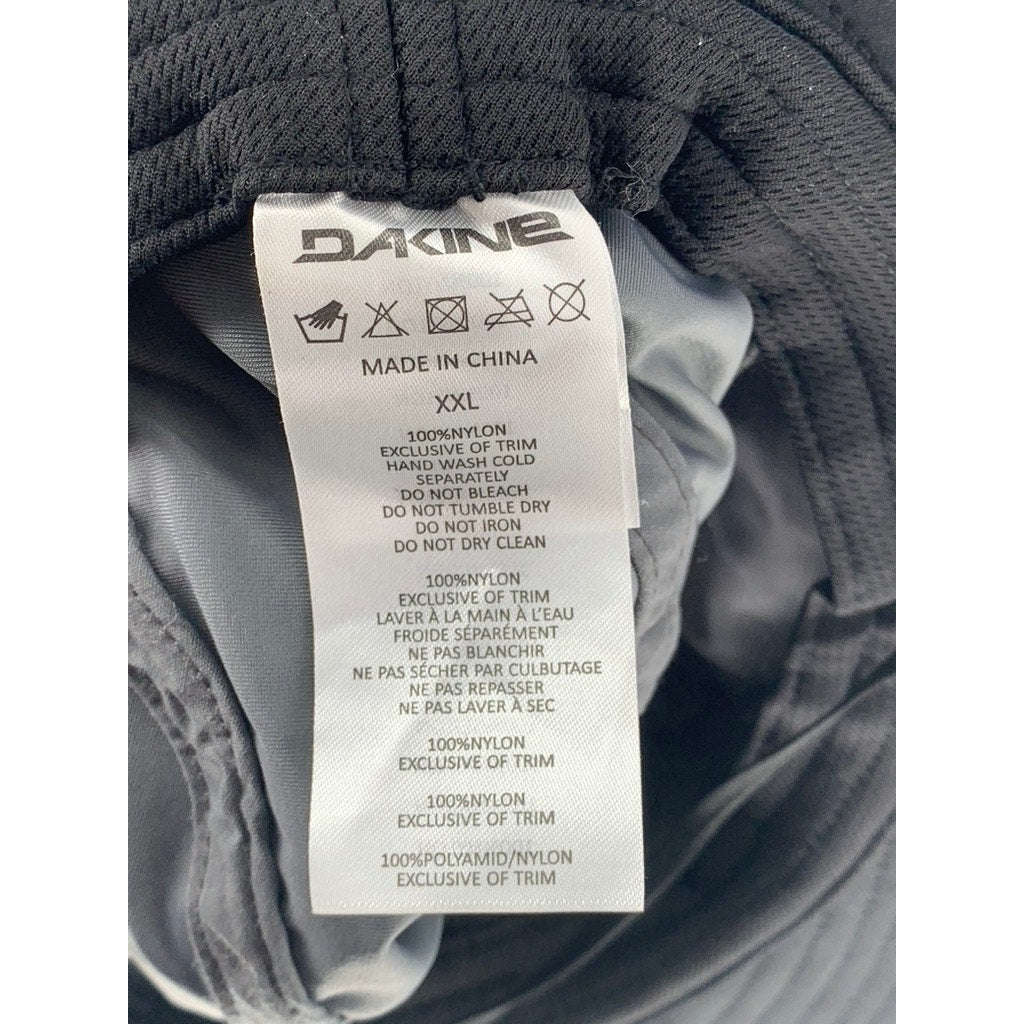 DAKINE
MADE IN CHINA
XXL
100%NYLON
EXCLUSIVE OF TRIM
HAND WASH COLD
SEPARATELY
DO NOT BLEACH
DO NOT TUMBLE DRY
DO NOT IRON
DO NOT DRY CLEAN
100%NYLON
EXCLUSIVE OF TRIM
LAVER À LA MAIN À L'EAU
FROIDE SÉPARÉMENT
NE PAS BLANCHIR
NE PAS SÉCHER PAR CULBUTAGE
NE PAS REPASSER
NE PAS LAVER À SEC
100%NYLON
EXCLUSIVE OF TRIM
100%NYLON
EXCLUSIVE OF TRIM
100%POLYAMID/NYLON
EXCLUSIVE OF TRIM